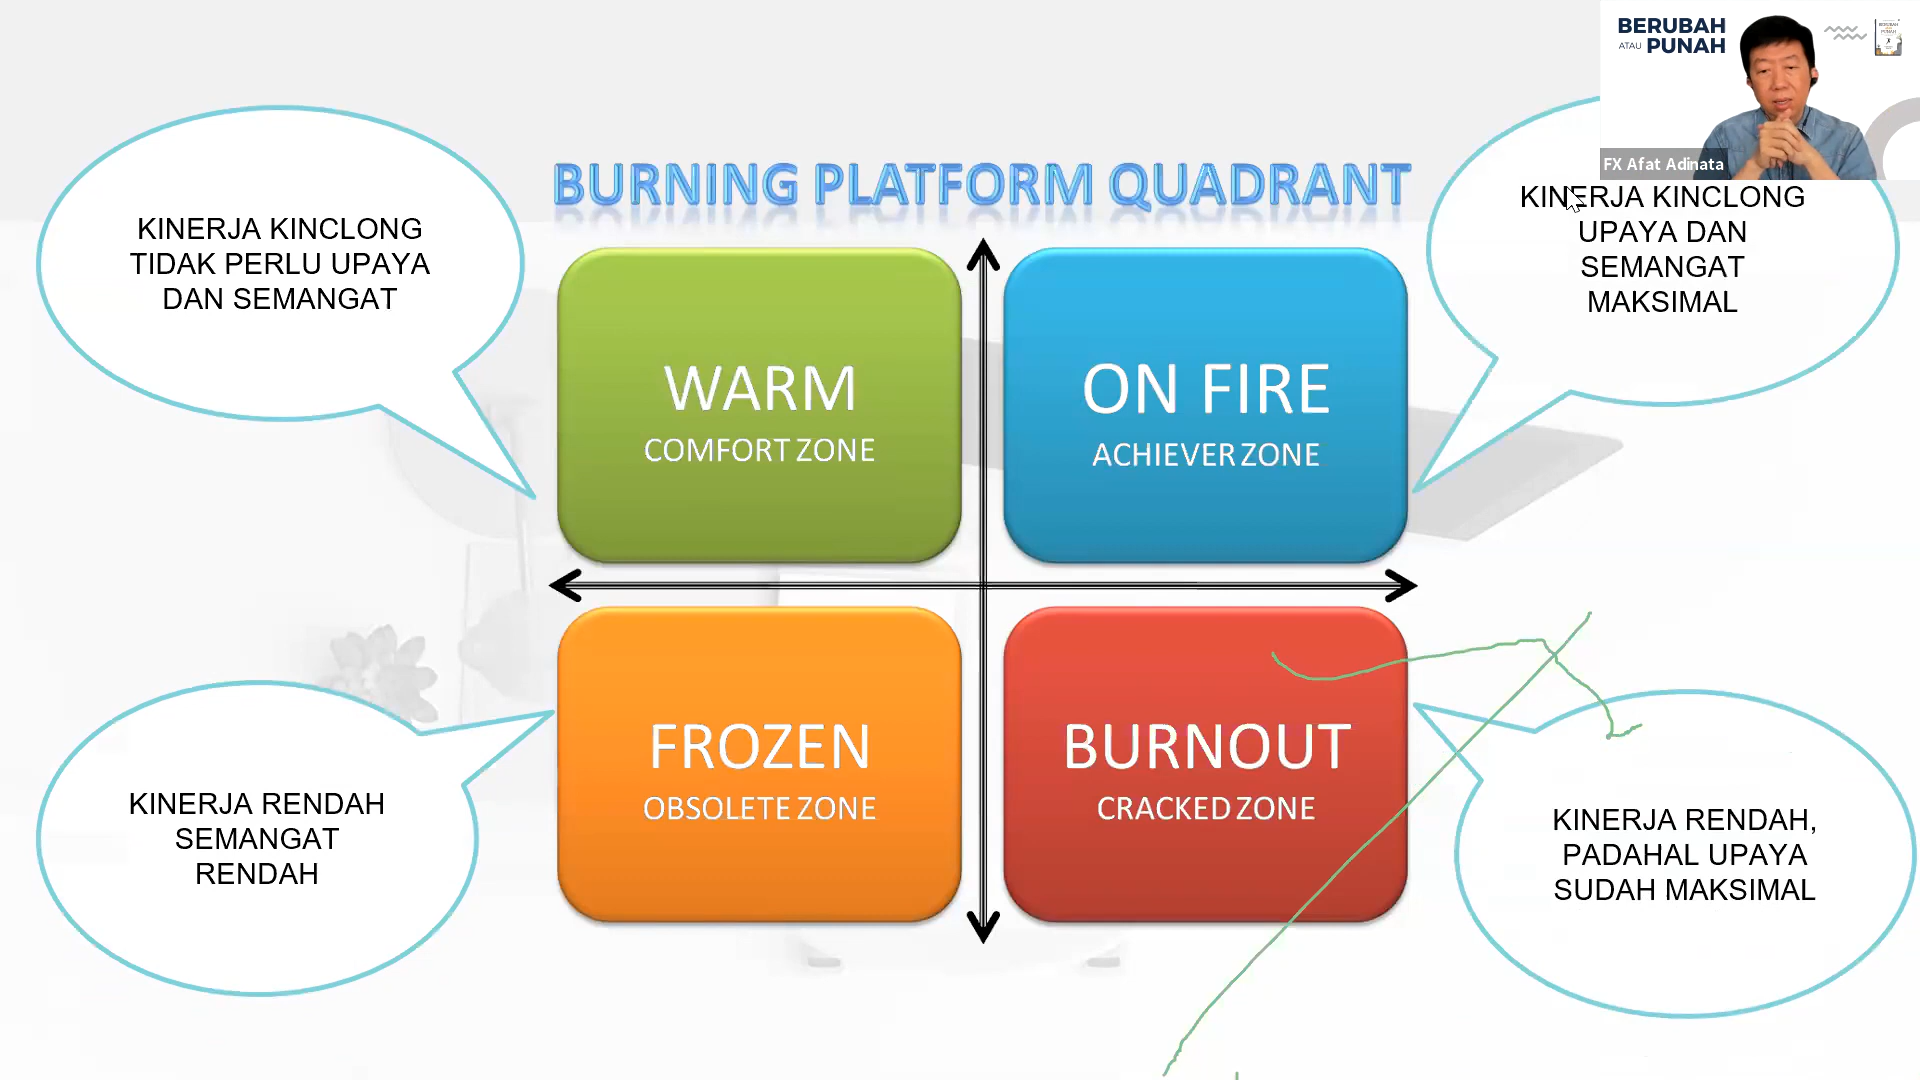 BERUBAH
ATAU PUNAH
FX Afat Adinata
BURNING PLATFORM QUADRANT
KINERJA KINCLONG
TIDAK PERLU UPAYA
DAN SEMANGAT
KINERJA KINCLONG
UPAYA DAN
SEMANGAT
MAKSIMAL
WARM
COMFORT ZONE
ON FIRE
ACHIEVER ZONE
FROZEN
OBSOLETE ZONE
BURNOUT
CRACKED ZONE
KINERJA RENDAH
SEMANGAT
RENDAH
KINERJA RENDAH,
PADAHAL UPAYA
SUDAH MAKSIMAL